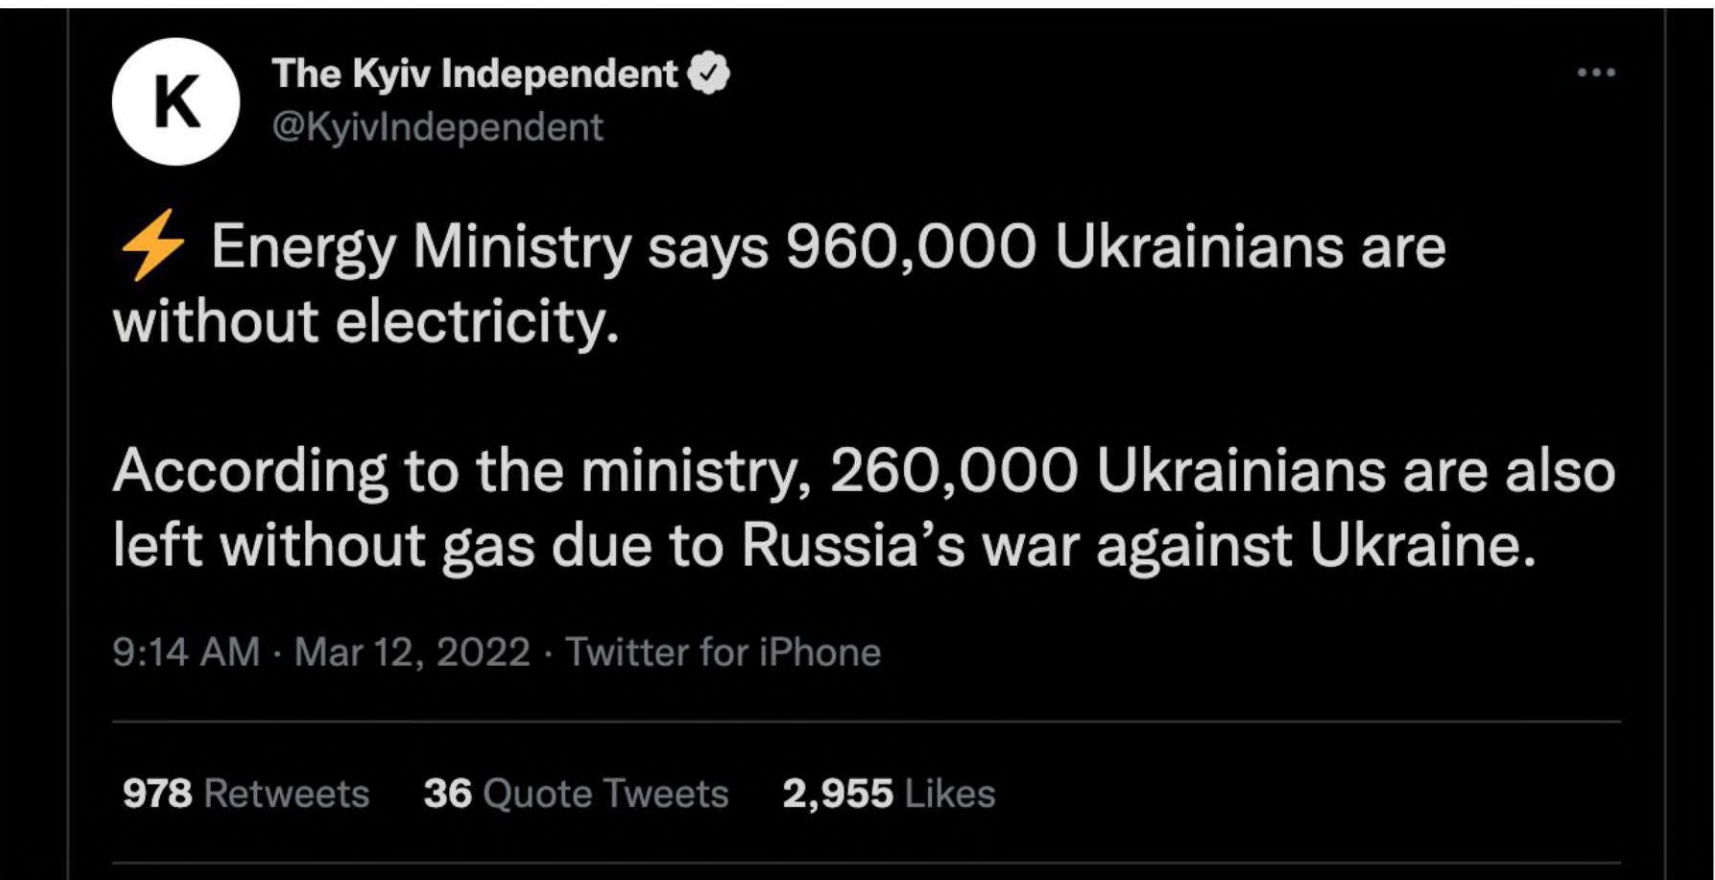 K
The Kyiv Independent
@KyivIndependent
⚡ Energy Ministry says 960,000 Ukrainians are
without electricity.
According to the ministry, 260,000 Ukrainians are also
left without gas due to Russia’s war against Ukraine.
9:14 AM · Mar 12, 2022 · Twitter for iPhone
978 Retweets 36 Quote Tweets 2,955 Likes